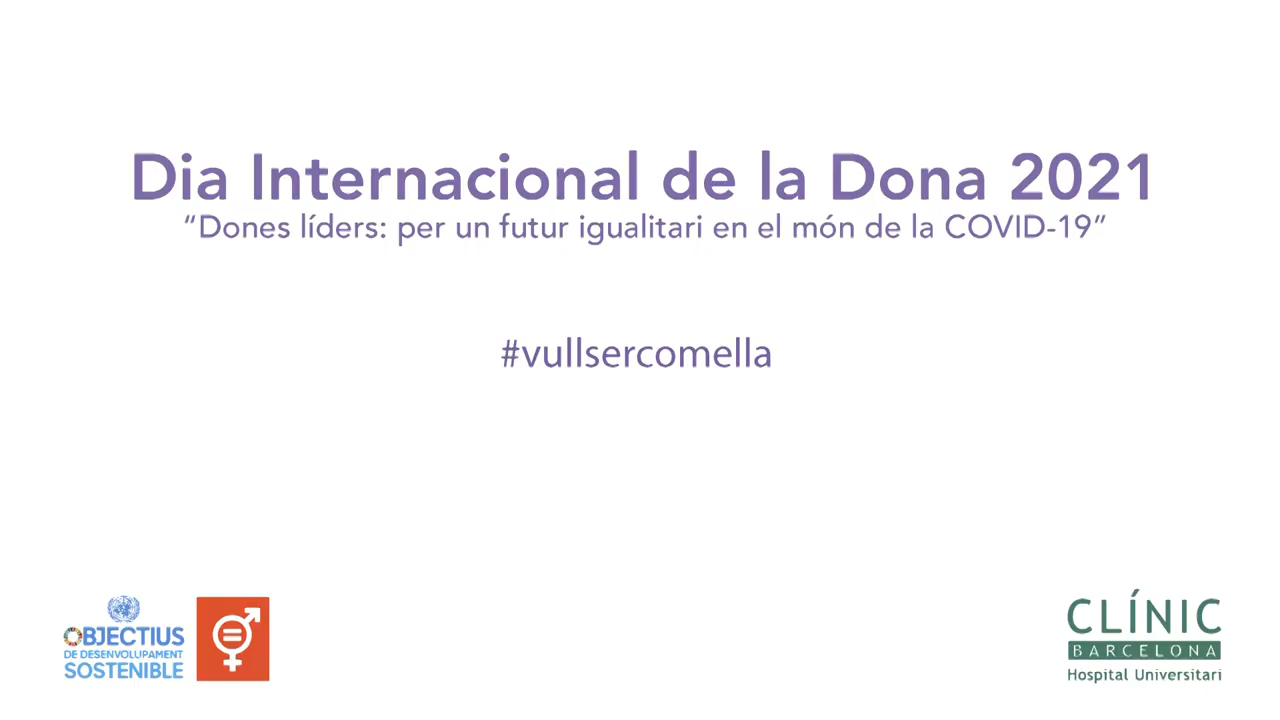 Dia Internacional de la Dona 2021
“Dones líders: per un futur igualitari en el món de la COVID-19”
#vullsercomella
OBJECTIUS
DE DESENVOLUPAMENT
SOSTENIBLE
CLÍNIC
BARCELONA
Hospital Universitari